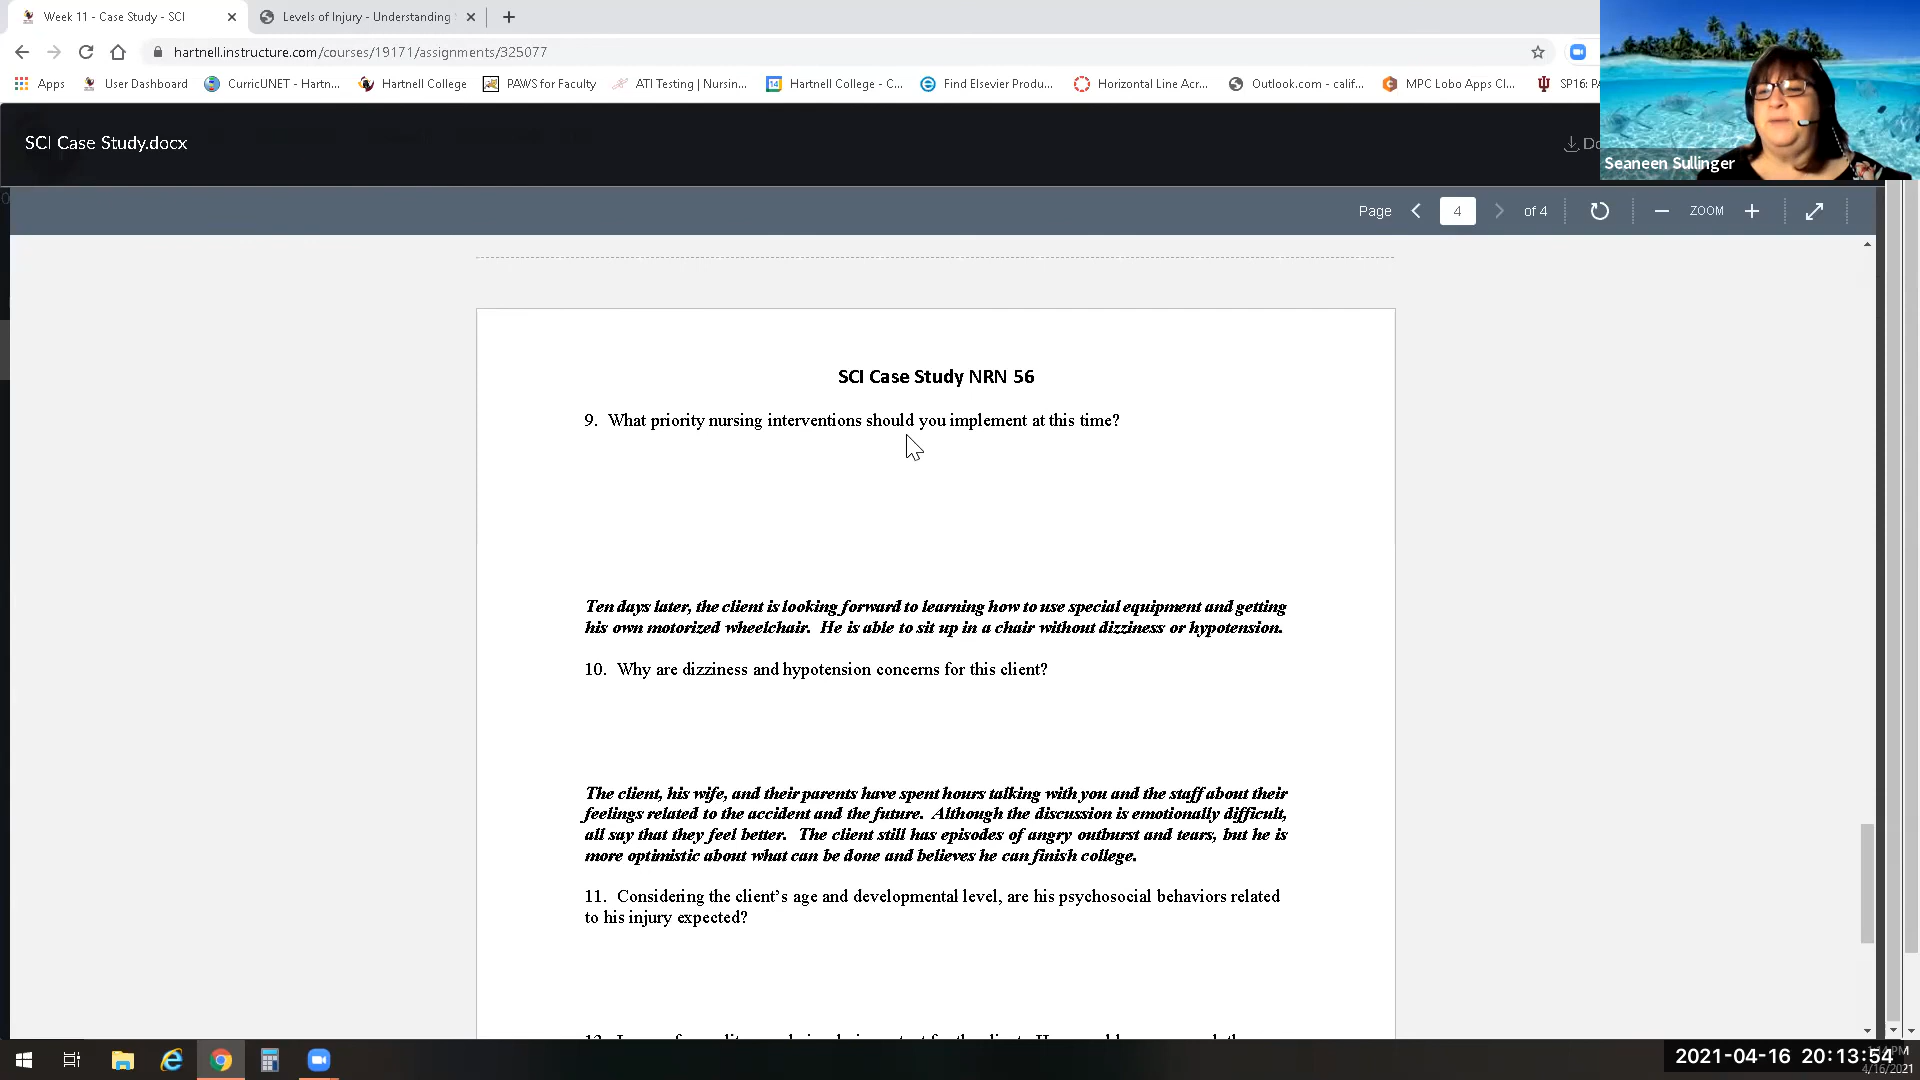 Week 11 - Case Study - SCI
Levels of Injury - Understanding
hartnell.instructure.com/courses/19171/assignments/325077
Apps
User Dashboard
CurricUNET - Hartn...
Hartnell College
PAWS for Faculty
ATI Testing | Nursin...
Hartnell College - C...
Find Elsevier Produ...
Horizontal Line Acr...
Outlook.com - calif...
MPC Lobo Apps Cl...
SP16: PA
SCI Case Study.docx
Seaneen Sullinger
Page 4 of 4 ZOOM
SCI Case Study NRN 56
9. What priority nursing interventions should you implement at this time?
Ten days later, the client is looking forward to learning how to use special equipment and getting
his own motorized wheelchair. He is able to sit up in a chair without dizziness or hypotension.
10. Why are dizziness and hypotension concerns for this client?
The client, his wife, and their parents have spent hours talking with you and the staff about their
feelings related to the accident and the future. Although the discussion is emotionally difficult,
all say that they feel better. The client still has episodes of angry outburst and tears, but he is
more optimistic about what can be done and believes he can finish college.
11. Considering the client's age and developmental level, are his psychosocial behaviors related
to his injury expected?
2021-04-16 20:13:54
4/16/2021